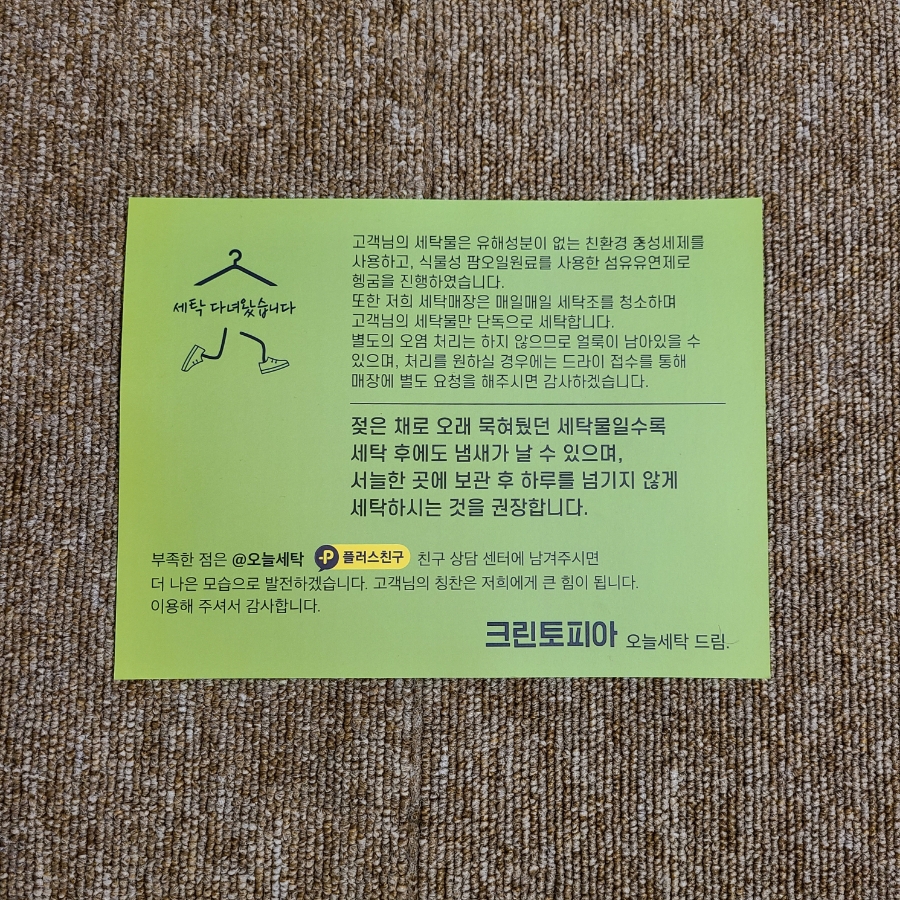 세탁 다녀왔습니다
고객님의 세탁물은 유해성분이 없는 친환경 중성세제를
사용하고, 식물성 팜오일원료를 사용한 섬유유연제로
헹굼을 진행하였습니다.
또한 저희 세탁매장은 매일매일 세탁조를 청소하며
고객님의 세탁물만 단독으로 세탁합니다.
별도의 오염 처리는 하지 않으므로 얼룩이 남아있을 수
있으며, 처리를 원하실 경우에는 드라이 접수를 통해
매장에 별도 요청을 해주시면 감사하겠습니다.
젖은 채로 오래 묵혀뒀던 세탁물일수록
세탁 후에도 냄새가 날 수 있으며,
서늘한 곳에 보관 후 하루를 넘기지 않게
세탁하시는 것을 권장합니다.
부족한 점은 @오늘세탁 P 플러스친구 친구 상담 센터에 남겨주시면
더 나은 모습으로 발전하겠습니다. 고객님의 칭찬은 저희에게 큰 힘이 됩니다.
이용해 주셔서 감사합니다.
크린토피아 오늘세탁 드림.